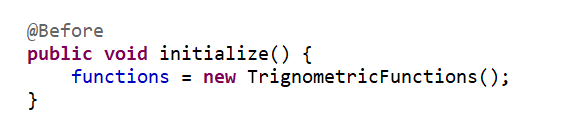 @Before
public void initialize() {
    functions = new TrignometricFunctions();
}